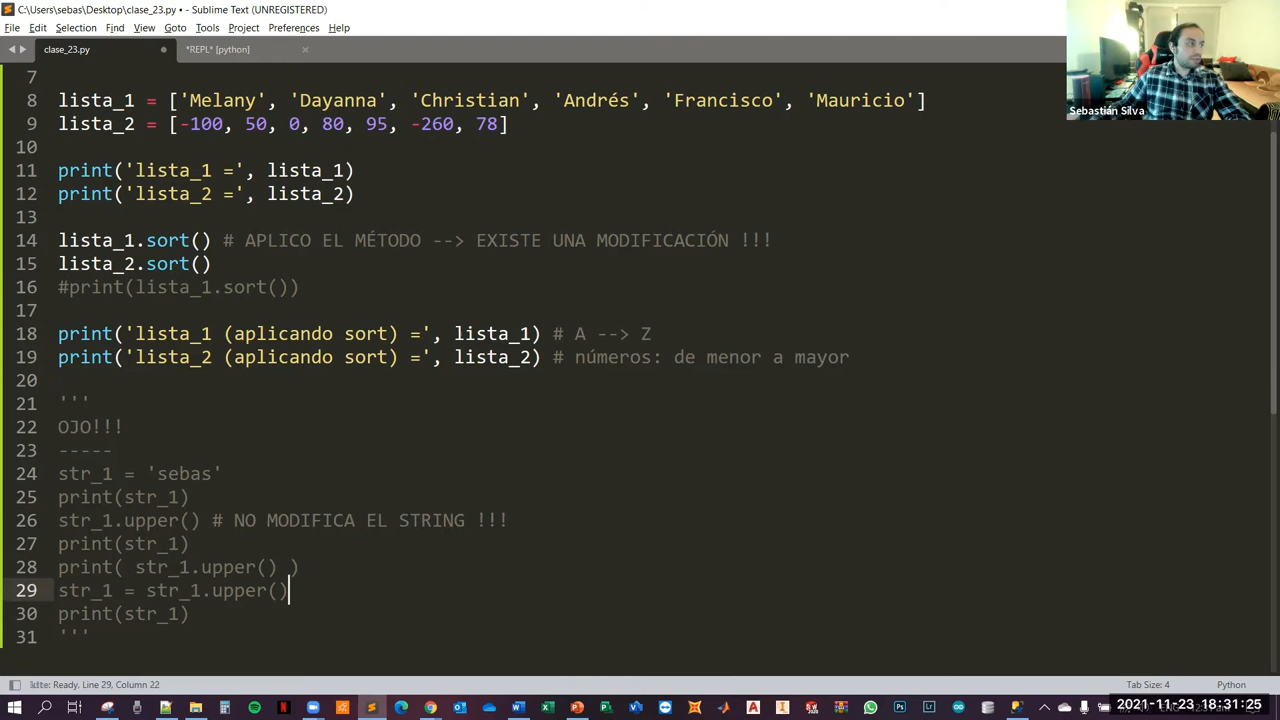 C:\Users\sebas\Desktop\clase_23.py • - Sublime Text (UNREGISTERED)
File Edit Selection Find View Goto Tools Project Preferences Help
clase_23.py
*REPL* [python]
Sebastián Silva
7
8 lista_1 = ['Melany', 'Dayanna', 'Christian', 'Andrés', 'Francisco', 'Mauricio']
9 lista_2 = [-100, 50, 0, 80, 95, -260, 78]
10
11 print('lista_1 =', lista_1)
12 print('lista_2 =', lista_2)
13
14 lista_1.sort() # APLICO EL MÉTODO --> EXISTE UNA MODIFICACIÓN !!!
15 lista_2.sort()
16 #print(lista_1.sort())
17
18 print('lista_1 (aplicando sort) =', lista_1) # A --> Z
19 print('lista_2 (aplicando sort) =', lista_2) # números: de menor a mayor
20
21 '''
22 OJO!!!
23 -----
24 str_1 = 'sebas'
25 print(str_1)
26 str_1.upper() # NO MODIFICA EL STRING !!!
27 print(str_1)
28 print( str_1.upper() )
29 str_1 = str_1.upper()
30 print(str_1)
31 '''
Ready, Line 29, Column 22
Tab Size: 4
Python
2021-11-23 18:31:25